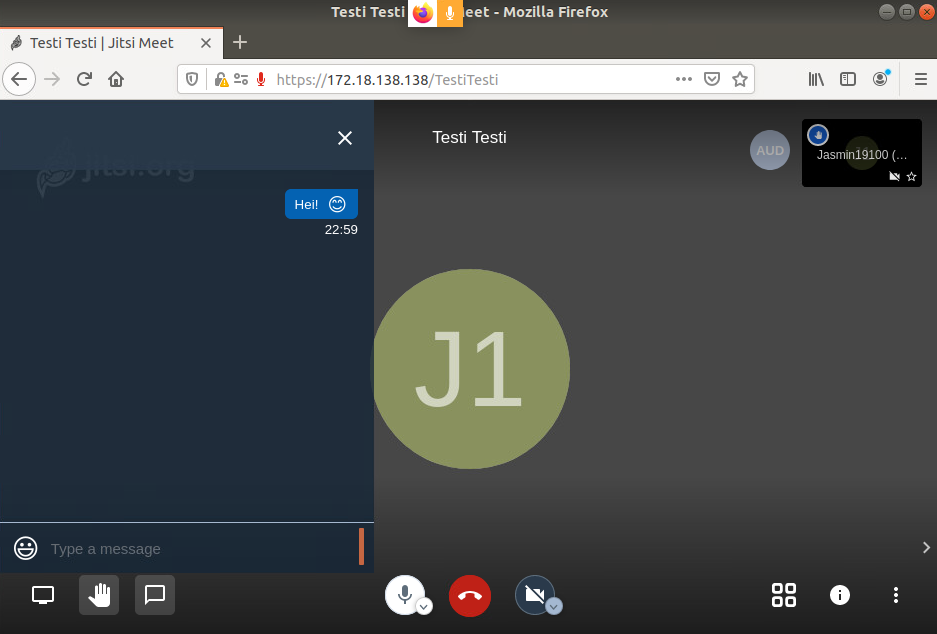 Testi Testi eet - Mozilla Firefox
Testi Testi | Jitsi Meet
https://172.18.138.138/TestiTesti
jitsi.org
Testi Testi
AUD
Jasmin19100 (...
Hei! 😊
22:59
J1
Type a message